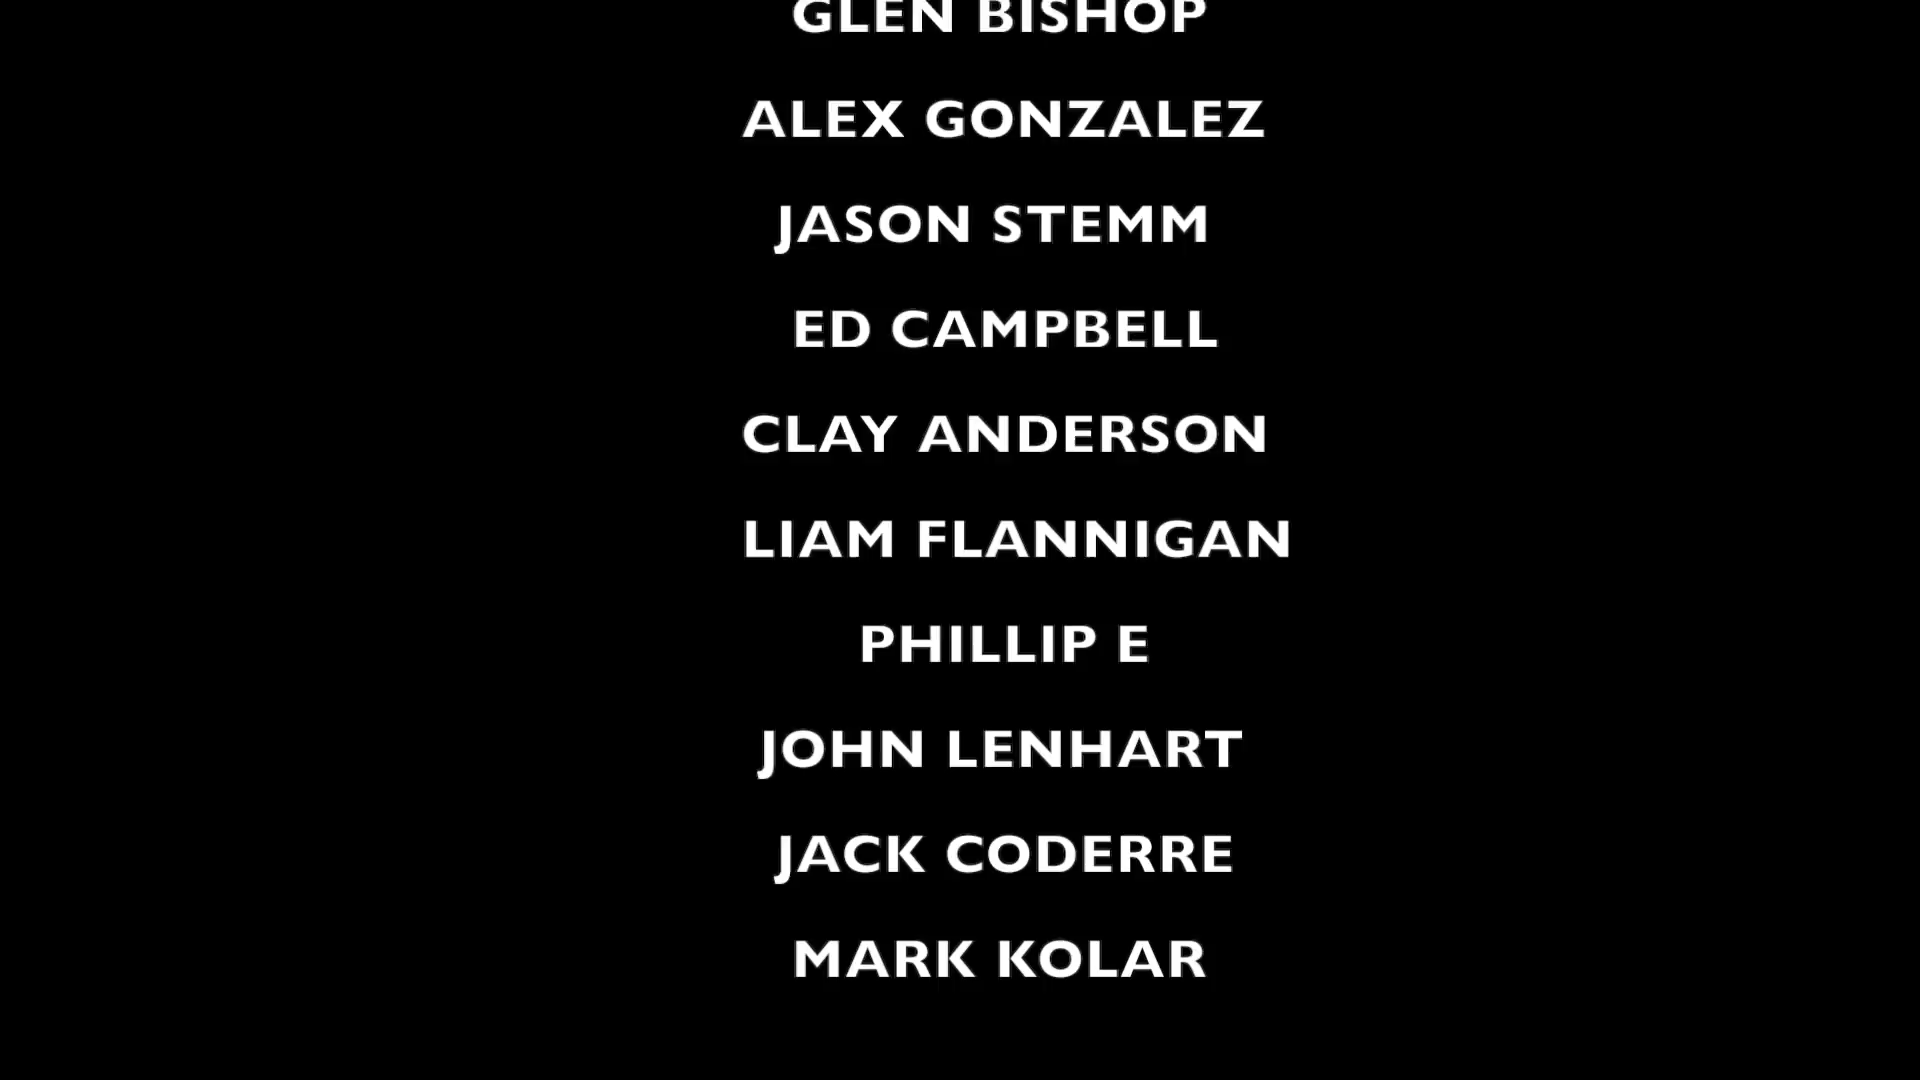 GLEN BISHOP
ALEX GONZALEZ
JASON STEMM
ED CAMPBELL
CLAY ANDERSON
LIAM FLANNIGAN
PHILLIP E
JOHN LENHART
JACK CODERRE
MARK KOLAR